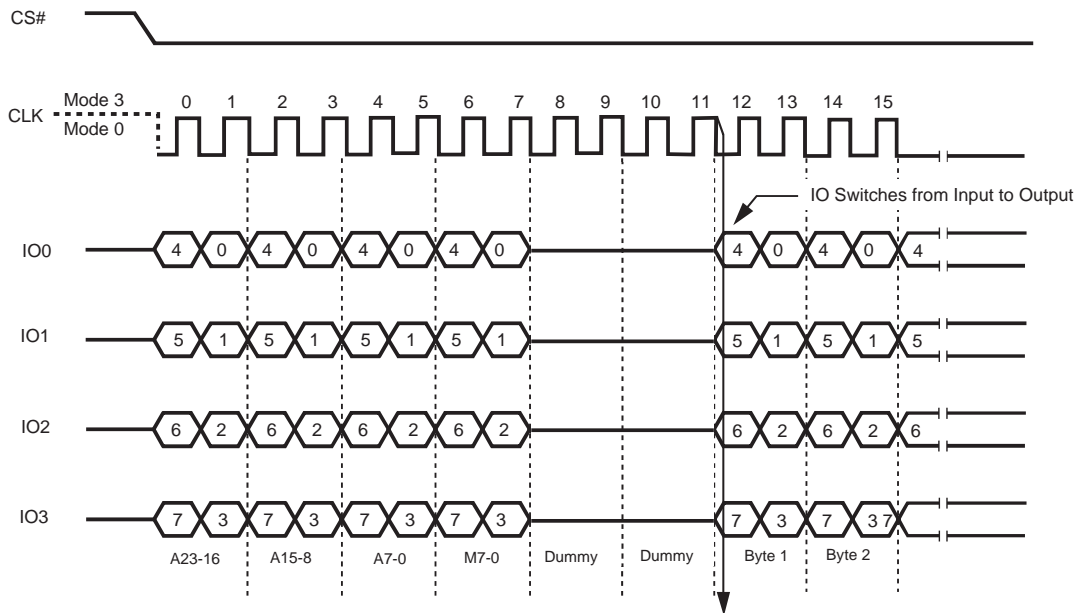 CS#
CLK Mode 3 0 1 2 3 4 5 6 7 8 9 10 11 12 13 14 15
Mode 0
IO Switches from Input to Output
IO0 4 0 4 0 4 0 4 0 4 0 4 0 4
IO1 5 1 5 1 5 1 5 1 5 1 5 1 5
IO2 6 2 6 2 6 2 6 2 6 2 6 2 6
IO3 7 3 7 3 7 3 7 3 7 3 7 3 7
A23-16 A15-8 A7-0 M7-0 Dummy Dummy Byte 1 Byte 2